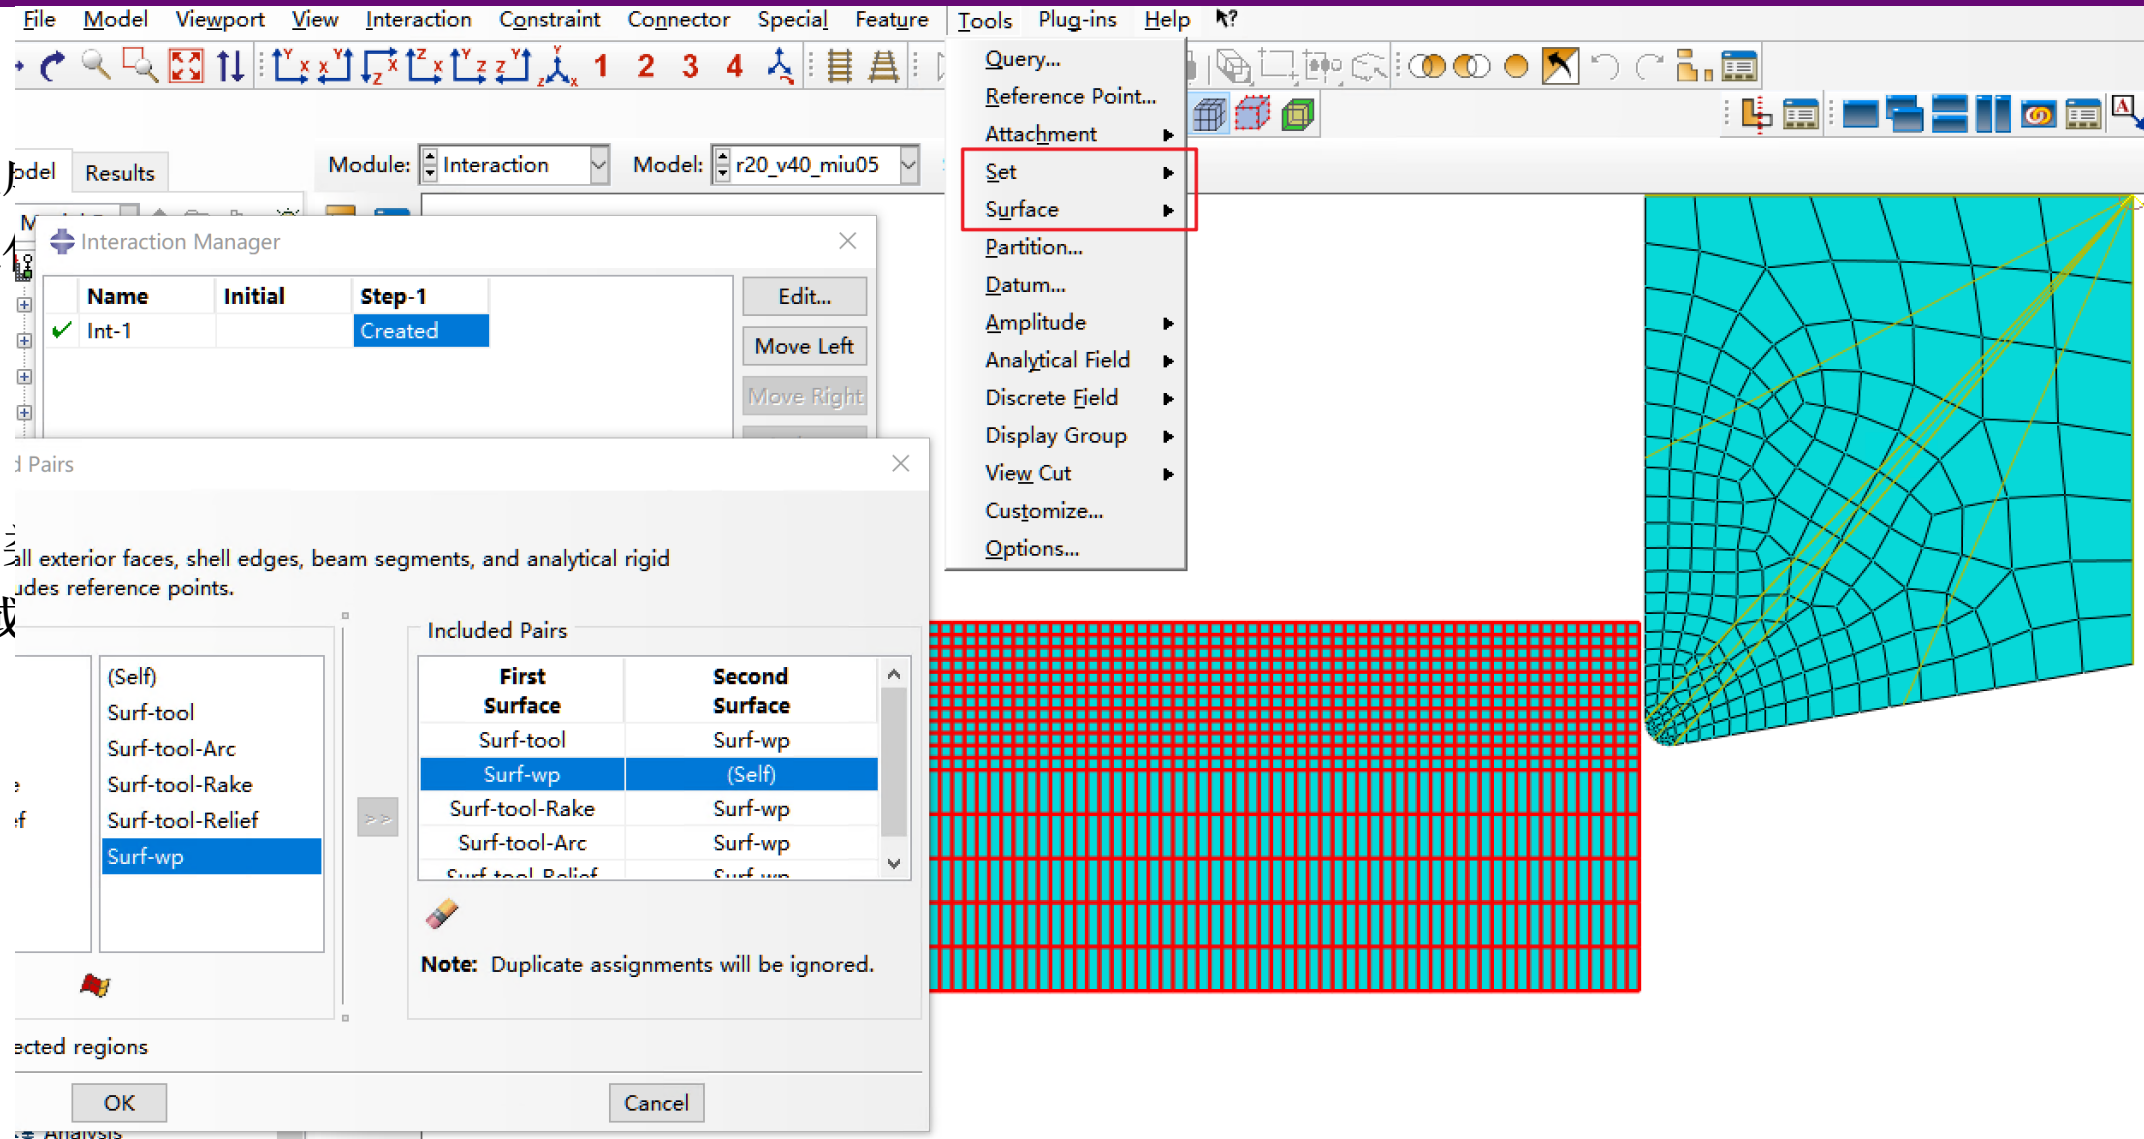 File Model Viewport View Interaction Constraint Connector Special Feature Tools Plug-ins Help
1 2 3 4
Query...
Reference Point...
Attachment
Set
Surface
Partition...
Datum...
Amplitude
Analytical Field
Discrete Field
Display Group
View Cut
Customize...
Options...
Results
Module: Interaction Model: r20_v40_miu05
Interaction Manager
Name Initial Step-1
Int-1 Created
Edit...
Move Left
Move Right
d Pairs
all exterior faces, shell edges, beam segments, and analytical rigid
udes reference points.
(Self)
Surf-tool
Surf-tool-Arc
Surf-tool-Rake
Surf-tool-Relief
Surf-wp
>>
Included Pairs
First Surface Second Surface
Surf-tool Surf-wp
Surf-wp (Self)
Surf-tool-Rake Surf-wp
Surf-tool-Arc Surf-wp
Surf-tool-Relief Surf-wp
Note: Duplicate assignments will be ignored.
ected regions
OK Cancel
Analysis